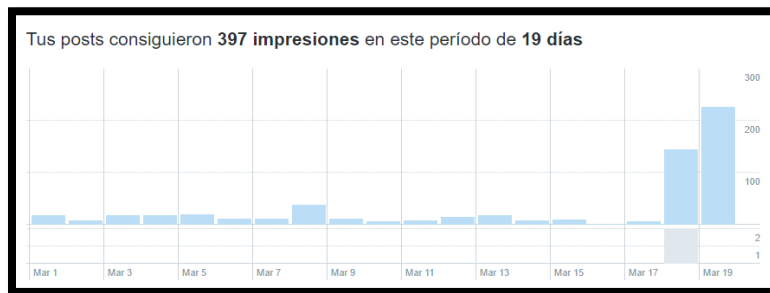 Tus posts consiguieron 397 impresiones en este período de 19 días
300
200
100
2
1
Mar 1 Mar 3 Mar 5 Mar 7 Mar 9 Mar 11 Mar 13 Mar 15 Mar 17 Mar 19